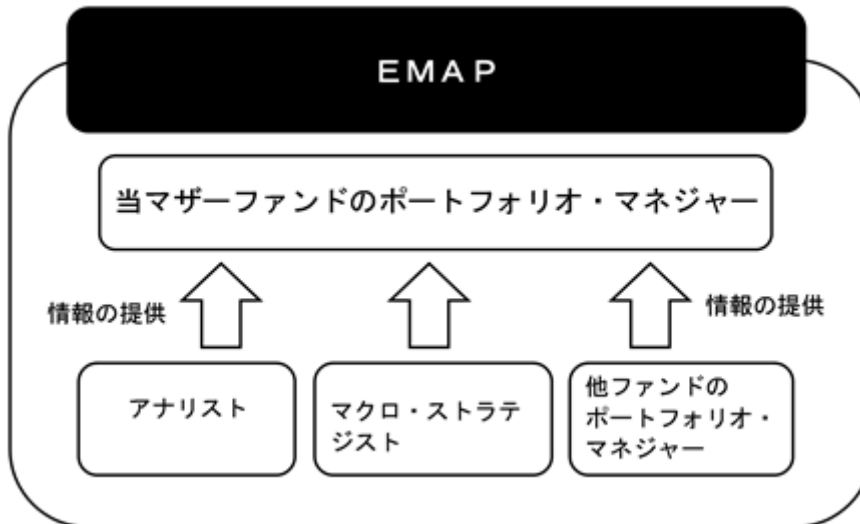 EMAP
当マザーファンドのポートフォリオ・マネジャー
情報の提供
情報の提供
アナリスト
マクロ・ストラテ
ジスト
他ファンドの
ポートフォリオ・
マネジャー